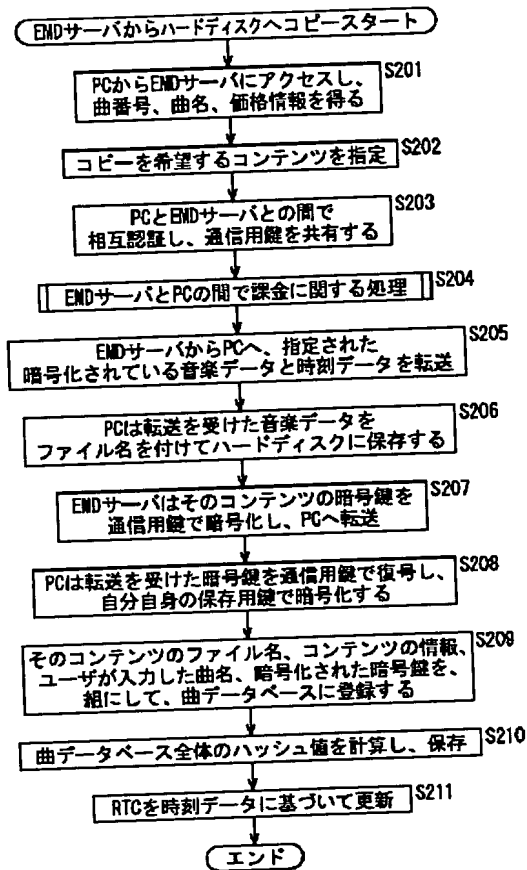 EMDサーバからハードディスクへコピースタート
S201
PCからEMDサーバにアクセスし、
曲番号、曲名、価格情報を得る
S202
コピーを希望するコンテンツを指定
S203
PCとEMDサーバとの間で
相互認証し、通信用鍵を共有する
S204
EMDサーバとPCの間で課金に関する処理
S205
EMDサーバからPCへ、指定された
暗号化されている音楽データと時刻データを転送
S206
PCは転送を受けた音楽データを
ファイル名を付けてハードディスクに保存する
S207
EMDサーバはそのコンテンツの暗号鍵を
通信用鍵で暗号化し、PCへ転送
S208
PCは転送を受けた暗号鍵を通信用鍵で復号し、
自分自身の保存用鍵で暗号化する
S209
そのコンテンツのファイル名、コンテンツの情報、
ユーザが入力した曲名、暗号化された暗号鍵を、
組にして、曲データベースに登録する
S210
曲データベース全体のハッシュ値を計算し、保存
S211
RTCを時刻データに基づいて更新
エンド